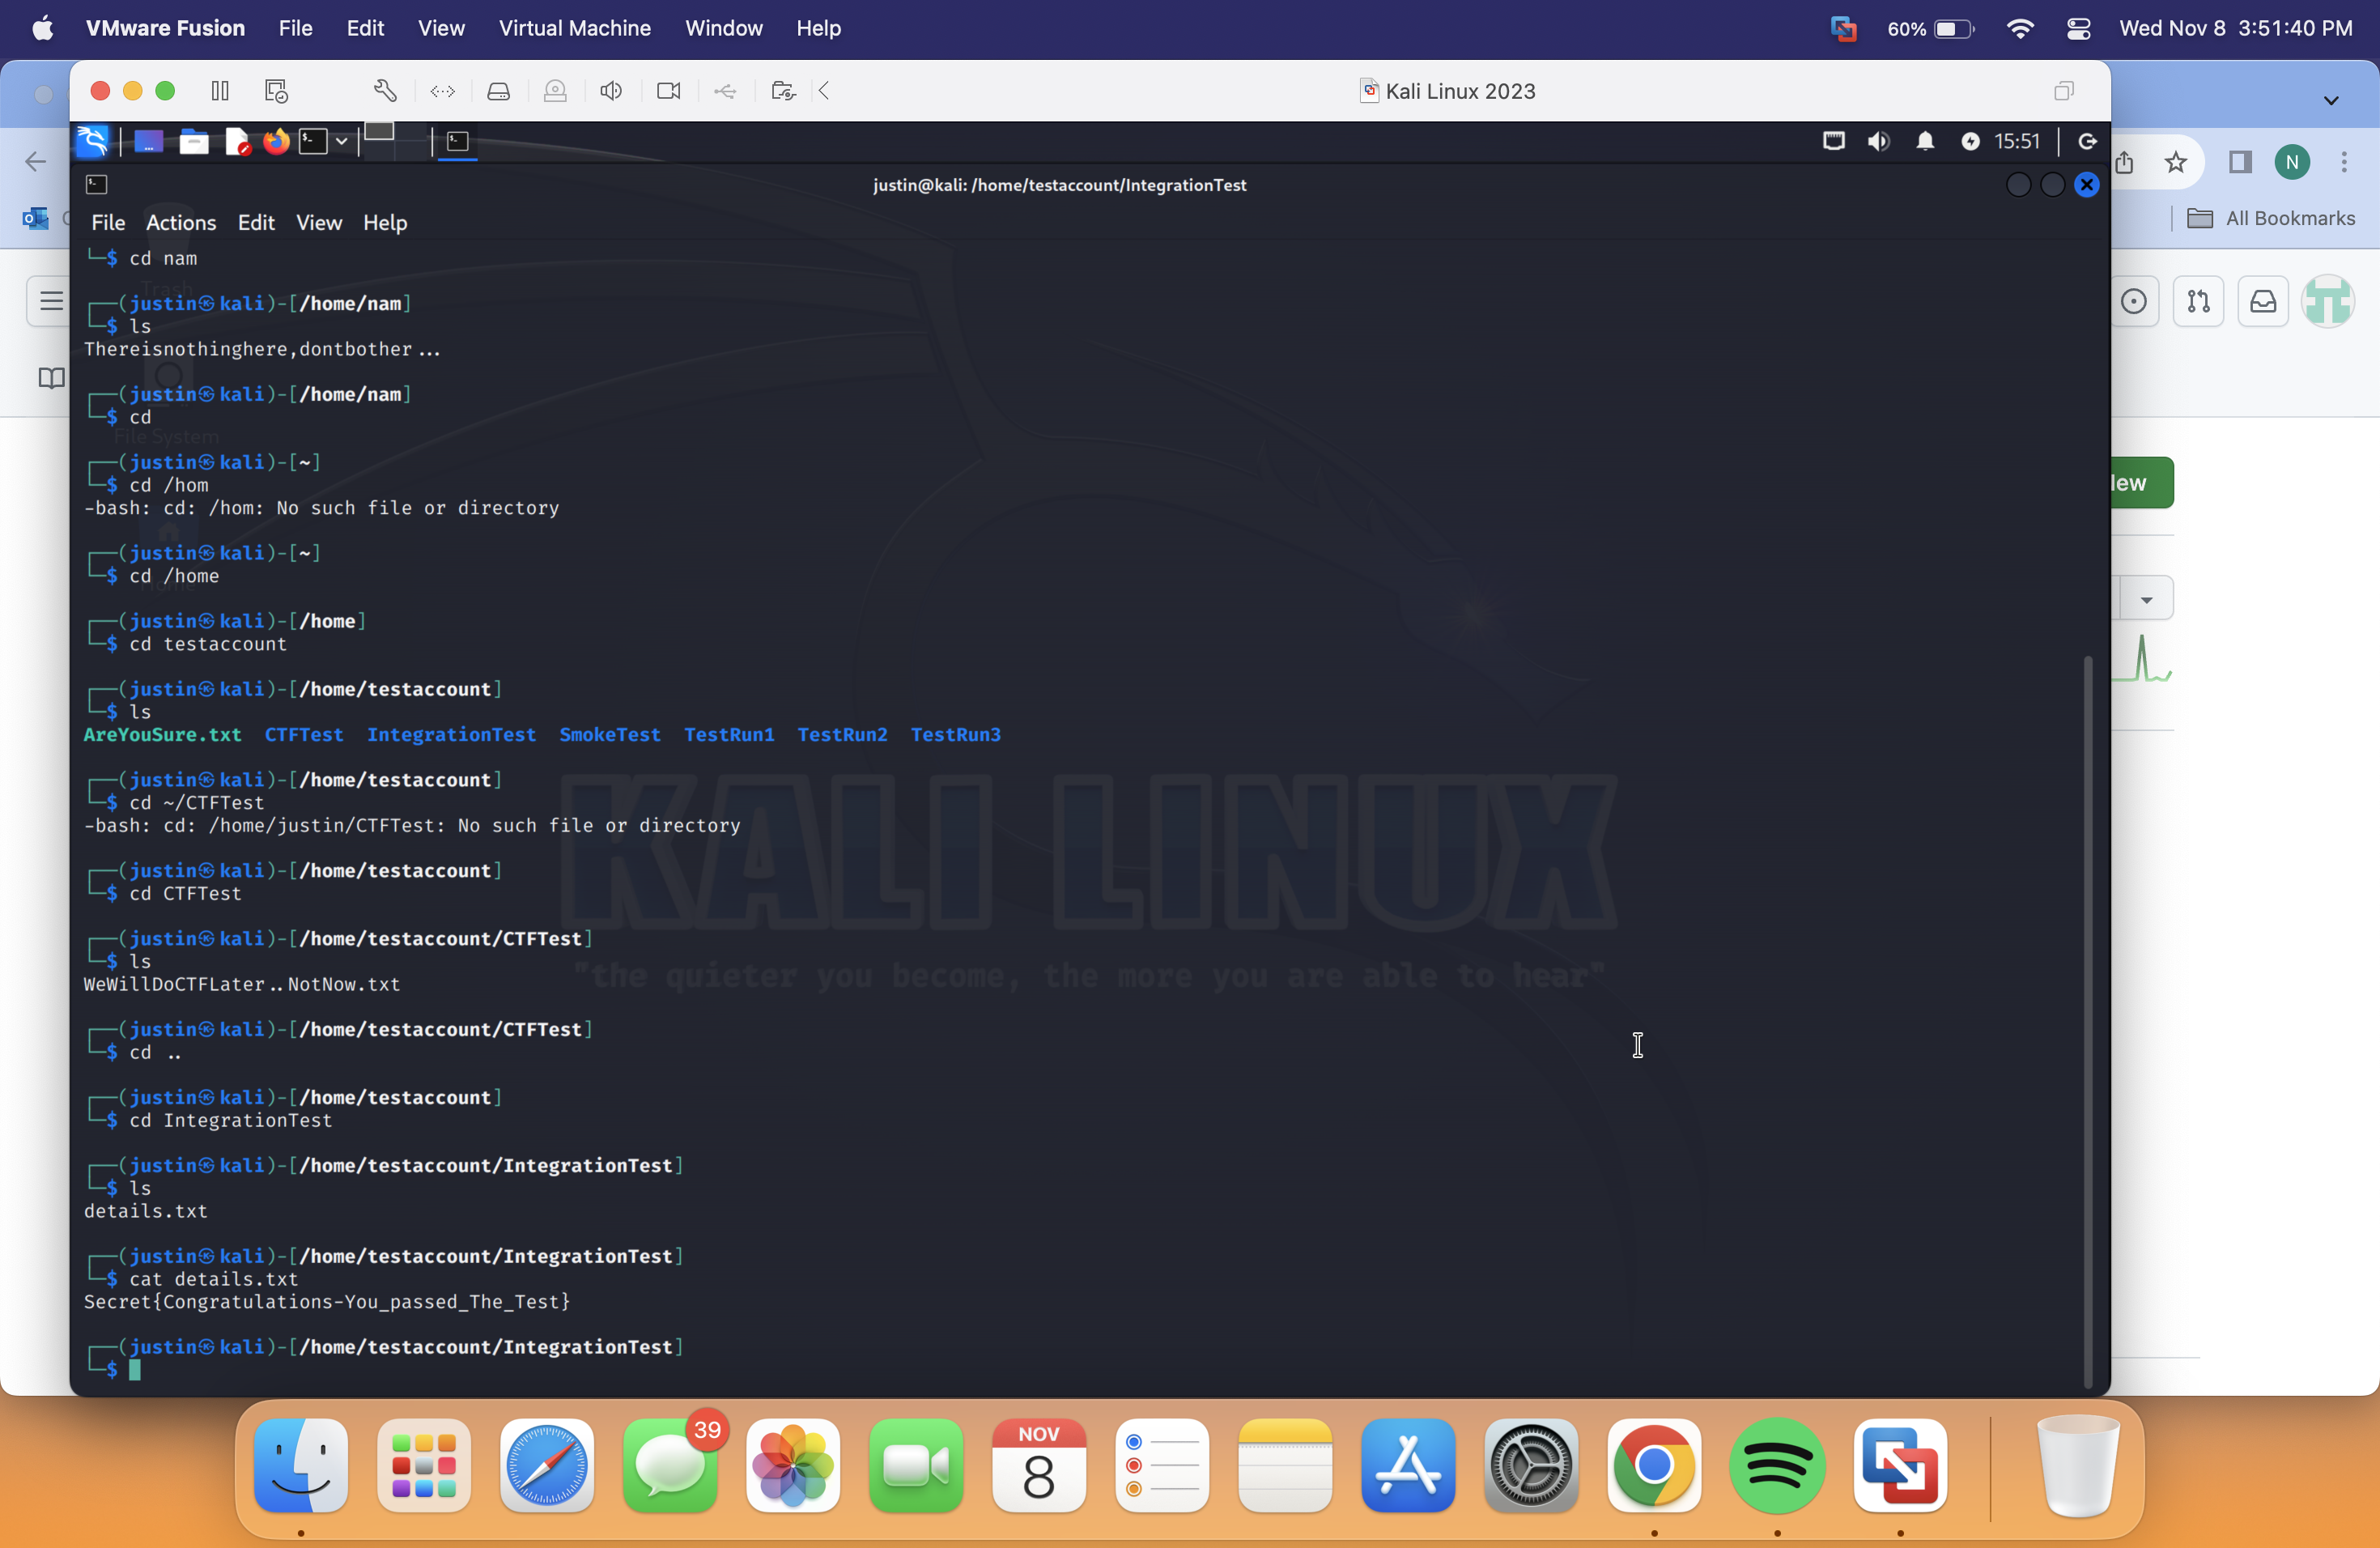 VMware Fusion File Edit View Virtual Machine Window Help 60% Wed Nov 8 3:51:40 PM
Kali Linux 2023
15:51
justin@kali: /home/testaccount/IntegrationTest
N
File Actions Edit View Help
All Bookmarks
└─$ cd nam
Trash
┌──(justin㉿kali)-[/home/nam]
└─$ ls
Thereisnothinghere,dontbother...
┌──(justin㉿kali)-[/home/nam]
└─$ cd
File System
┌──(justin㉿kali)-[~]
└─$ cd /hom
-bash: cd: /hom: No such file or directory
┌──(justin㉿kali)-[~]
└─$ cd /home
Home
┌──(justin㉿kali)-[/home]
└─$ cd testaccount
┌──(justin㉿kali)-[/home/testaccount]
└─$ ls
AreYouSure.txt CTFTest IntegrationTest SmokeTest TestRun1 TestRun2 TestRun3
┌──(justin㉿kali)-[/home/testaccount]
└─$ cd ~/CTFTest
-bash: cd: /home/justin/CTFTest: No such file or directory
KALI LINUX
┌──(justin㉿kali)-[/home/testaccount]
└─$ cd CTFTest
┌──(justin㉿kali)-[/home/testaccount/CTFTest]
└─$ ls
"the quieter you become, the more you are able to hear"
WeWillDoCTFLater..NotNow.txt
┌──(justin㉿kali)-[/home/testaccount/CTFTest]
└─$ cd ..
┌──(justin㉿kali)-[/home/testaccount]
└─$ cd IntegrationTest
┌──(justin㉿kali)-[/home/testaccount/IntegrationTest]
└─$ ls
details.txt
┌──(justin㉿kali)-[/home/testaccount/IntegrationTest]
└─$ cat details.txt
Secret{Congratulations-You_passed_The_Test}
┌──(justin㉿kali)-[/home/testaccount/IntegrationTest]
└─$
39
NOV
8